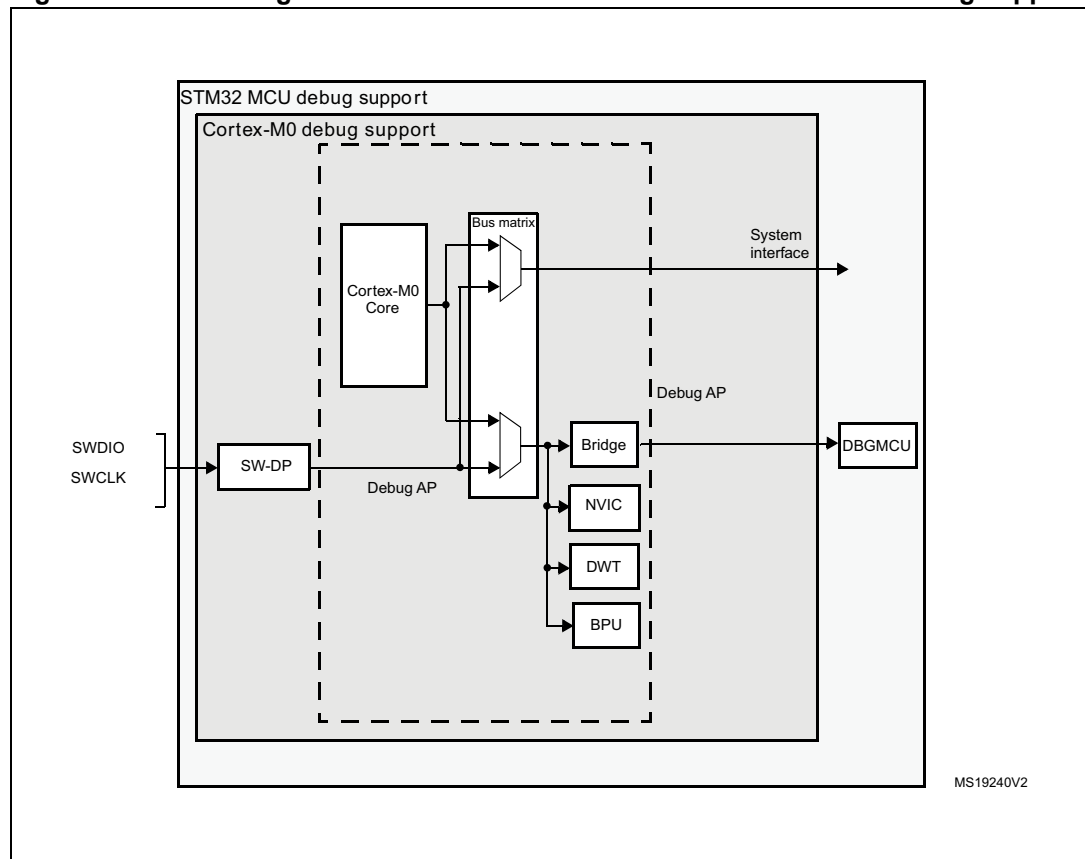 STM32 MCU debug support
Cortex-M0 debug support
Bus matrix
System
interface
Cortex-M0
Core
Debug AP
SWDIO
SWCLK
SW-DP
Debug AP
Bridge
DBGMCU
NVIC
DWT
BPU
MS19240V2